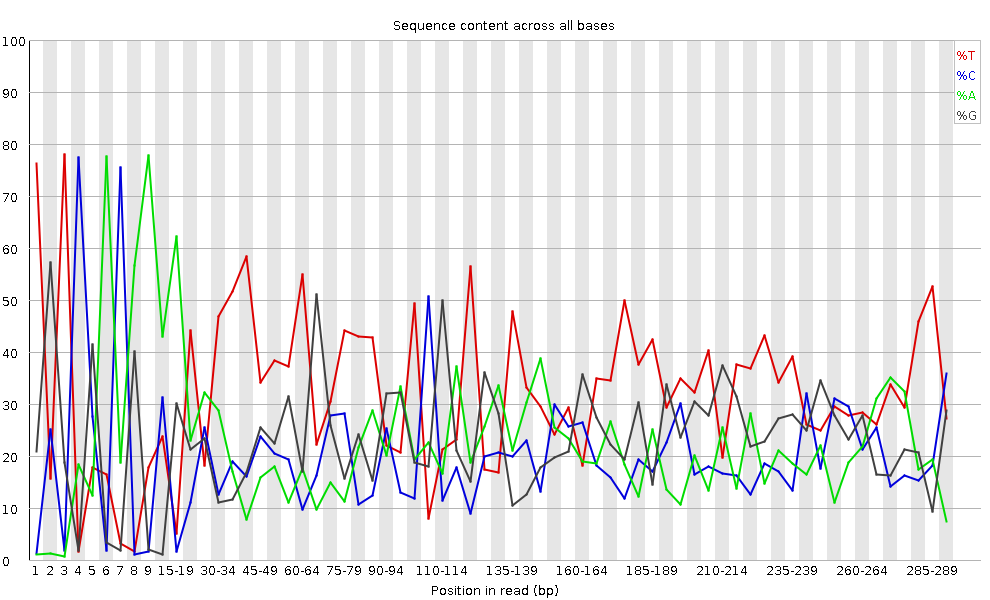 Sequence content across all bases
100
90
80
70
60
50
40
30
20
10
0
%T
%C
%A
%G
1 2 3 4 5 6 7 8 9 15-19 30-34 45-49 60-64 75-79 90-94 110-114 135-139 160-164 185-189 210-214 235-239 260-264 285-289
Position in read (bp)